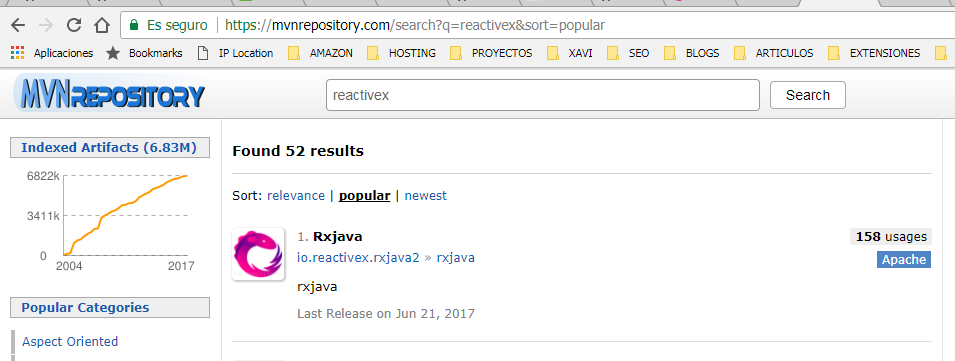 Es seguro | https://mvnrepository.com/search?q=reactivex&sort=popular
Aplicaciones Bookmarks IP Location AMAZON HOSTING PROYECTOS XAVI SEO BLOGS ARTICULOS EXTENSIONES
MVNREPOSITORY reactivex Search
Indexed Artifacts (6.83M)
6822k
3411k
0
2004 2017
Popular Categories
Aspect Oriented
Found 52 results
Sort: relevance | popular | newest
1. Rxjava 158 usages
io.reactivex.rxjava2 » rxjava Apache
rxjava
Last Release on Jun 21, 2017